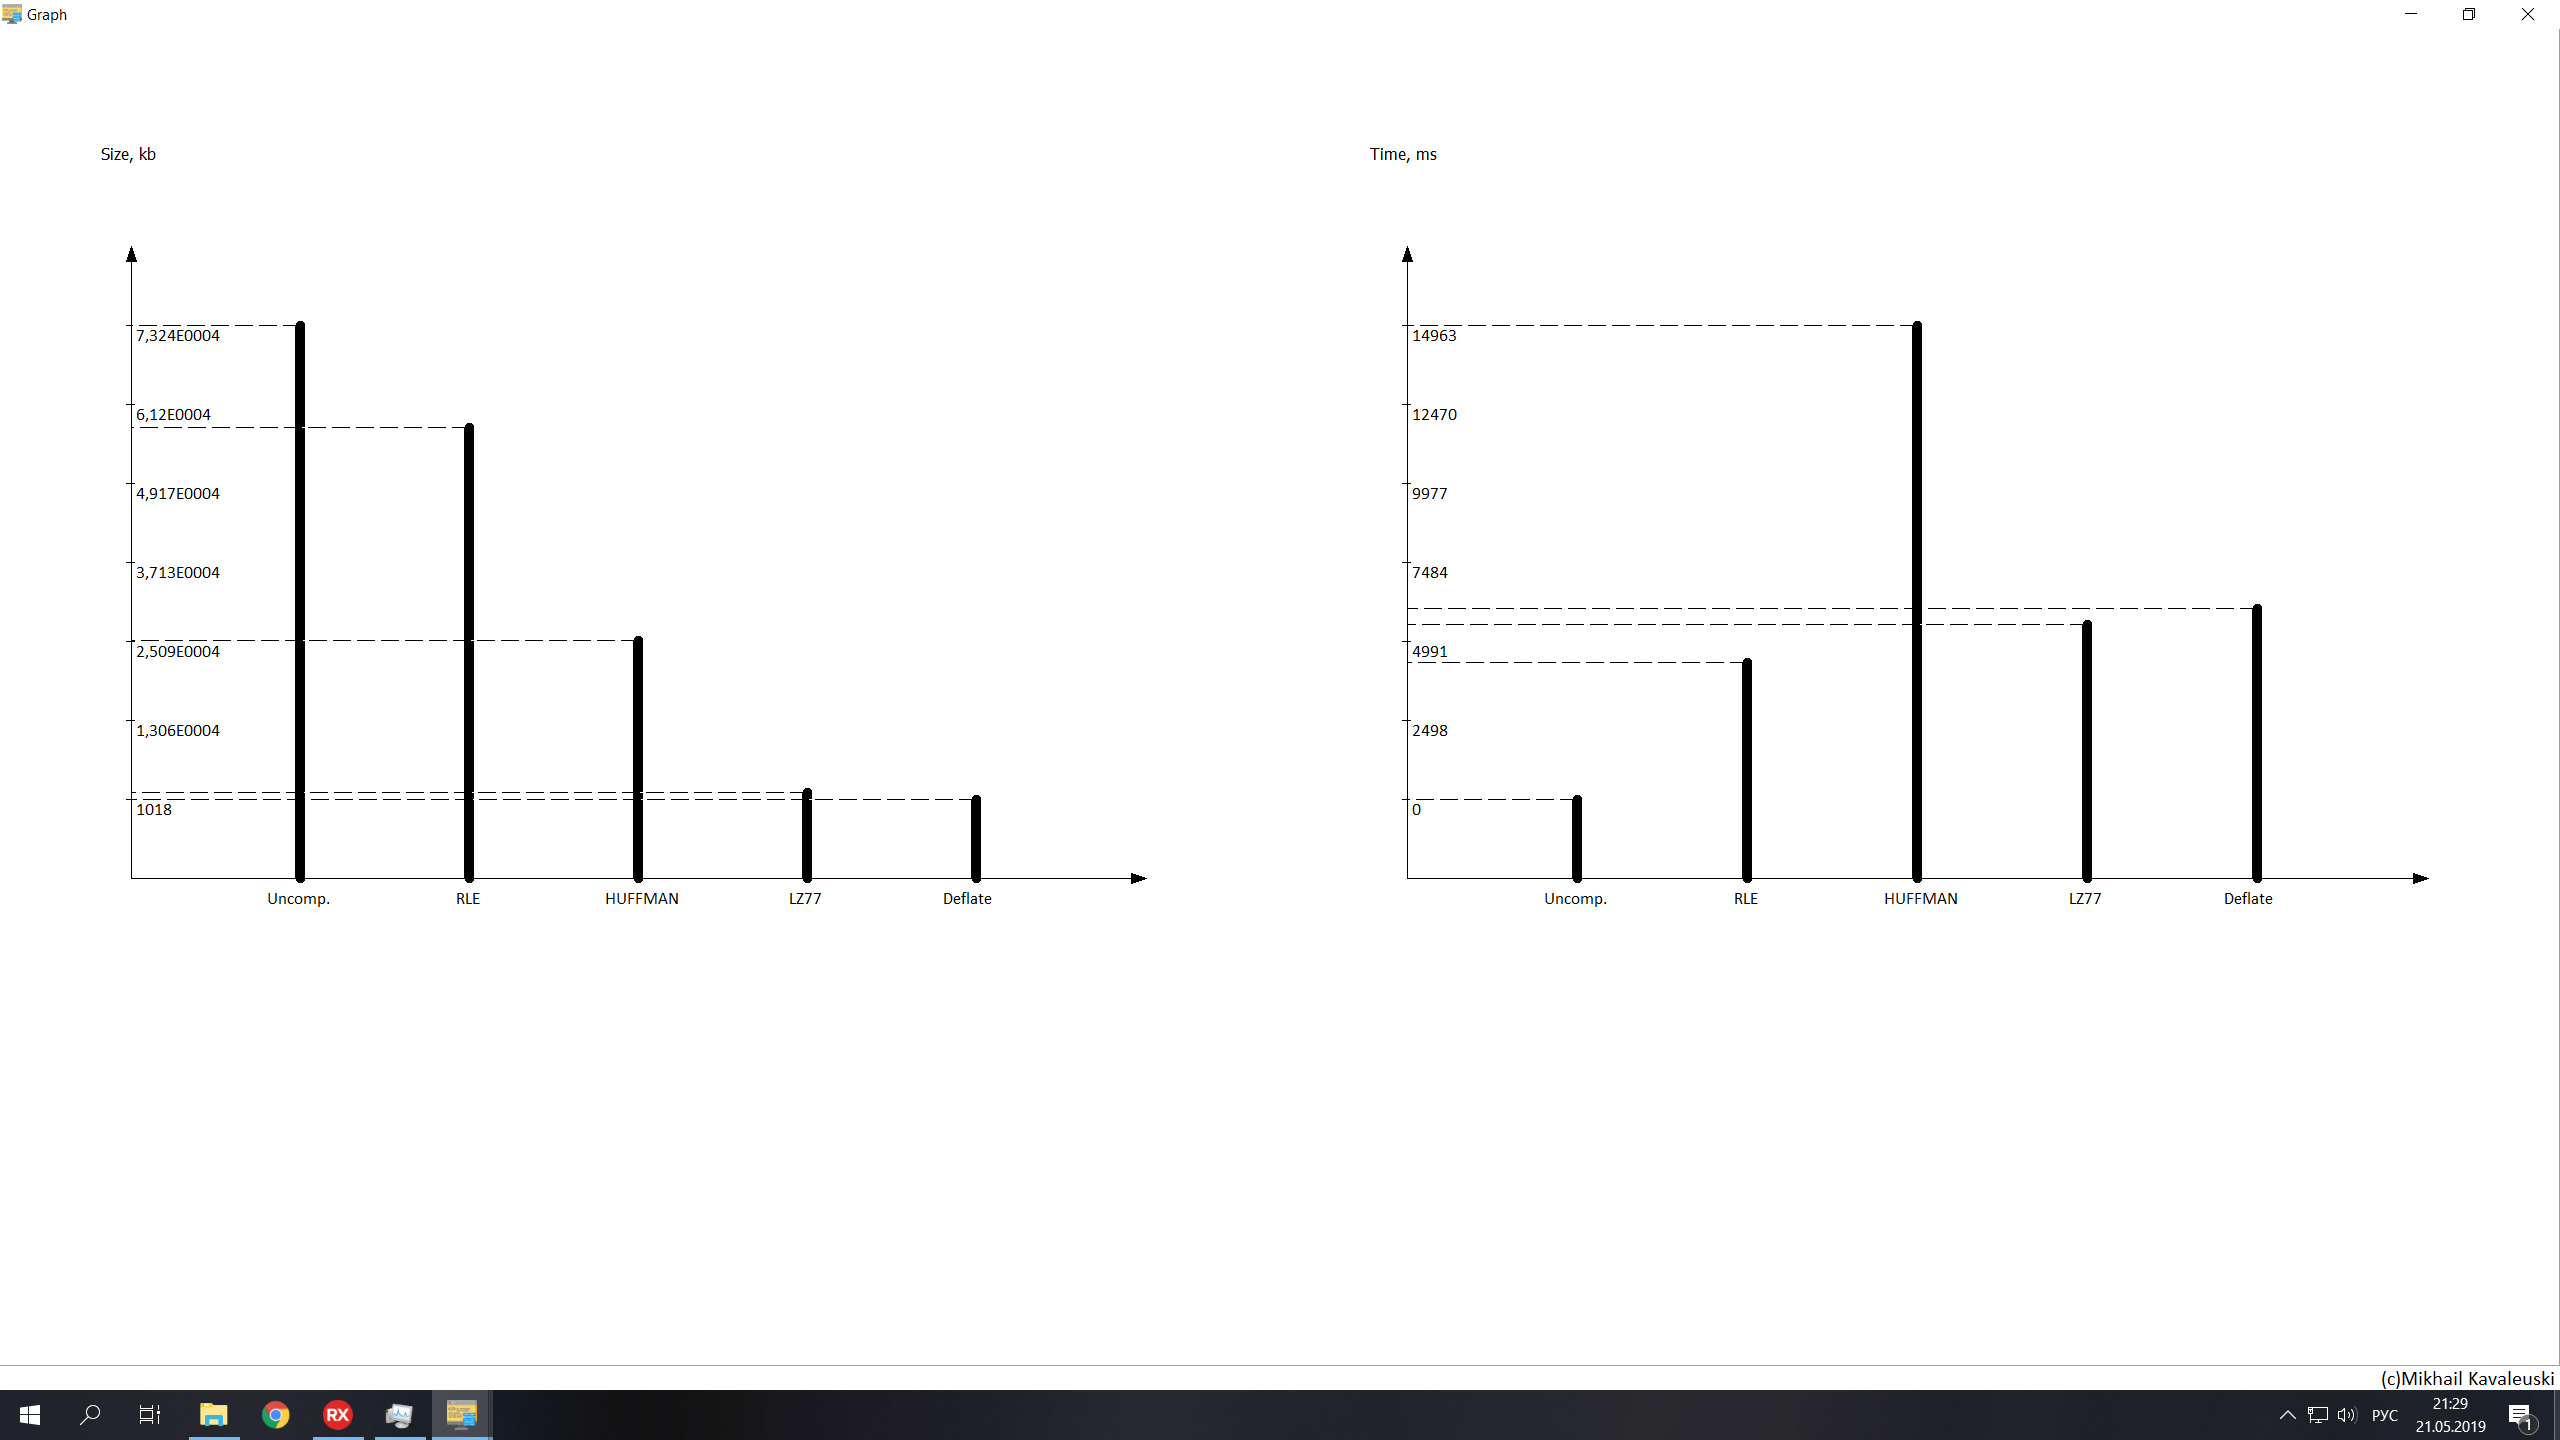 Graph
Size, kb
7,324E0004
6,12E0004
4,917E0004
3,713E0004
2,509E0004
1,306E0004
1018
Uncomp. RLE HUFFMAN LZ77 Deflate
Time, ms
14963
12470
9977
7484
4991
2498
0
Uncomp. RLE HUFFMAN LZ77 Deflate
(c)Mikhail Kavaleuski
RX
РУС
21:29
21.05.2019
1